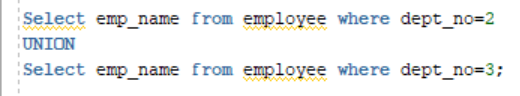 Select emp_name from employee where dept_no=2
UNION
Select emp_name from employee where dept_no=3;